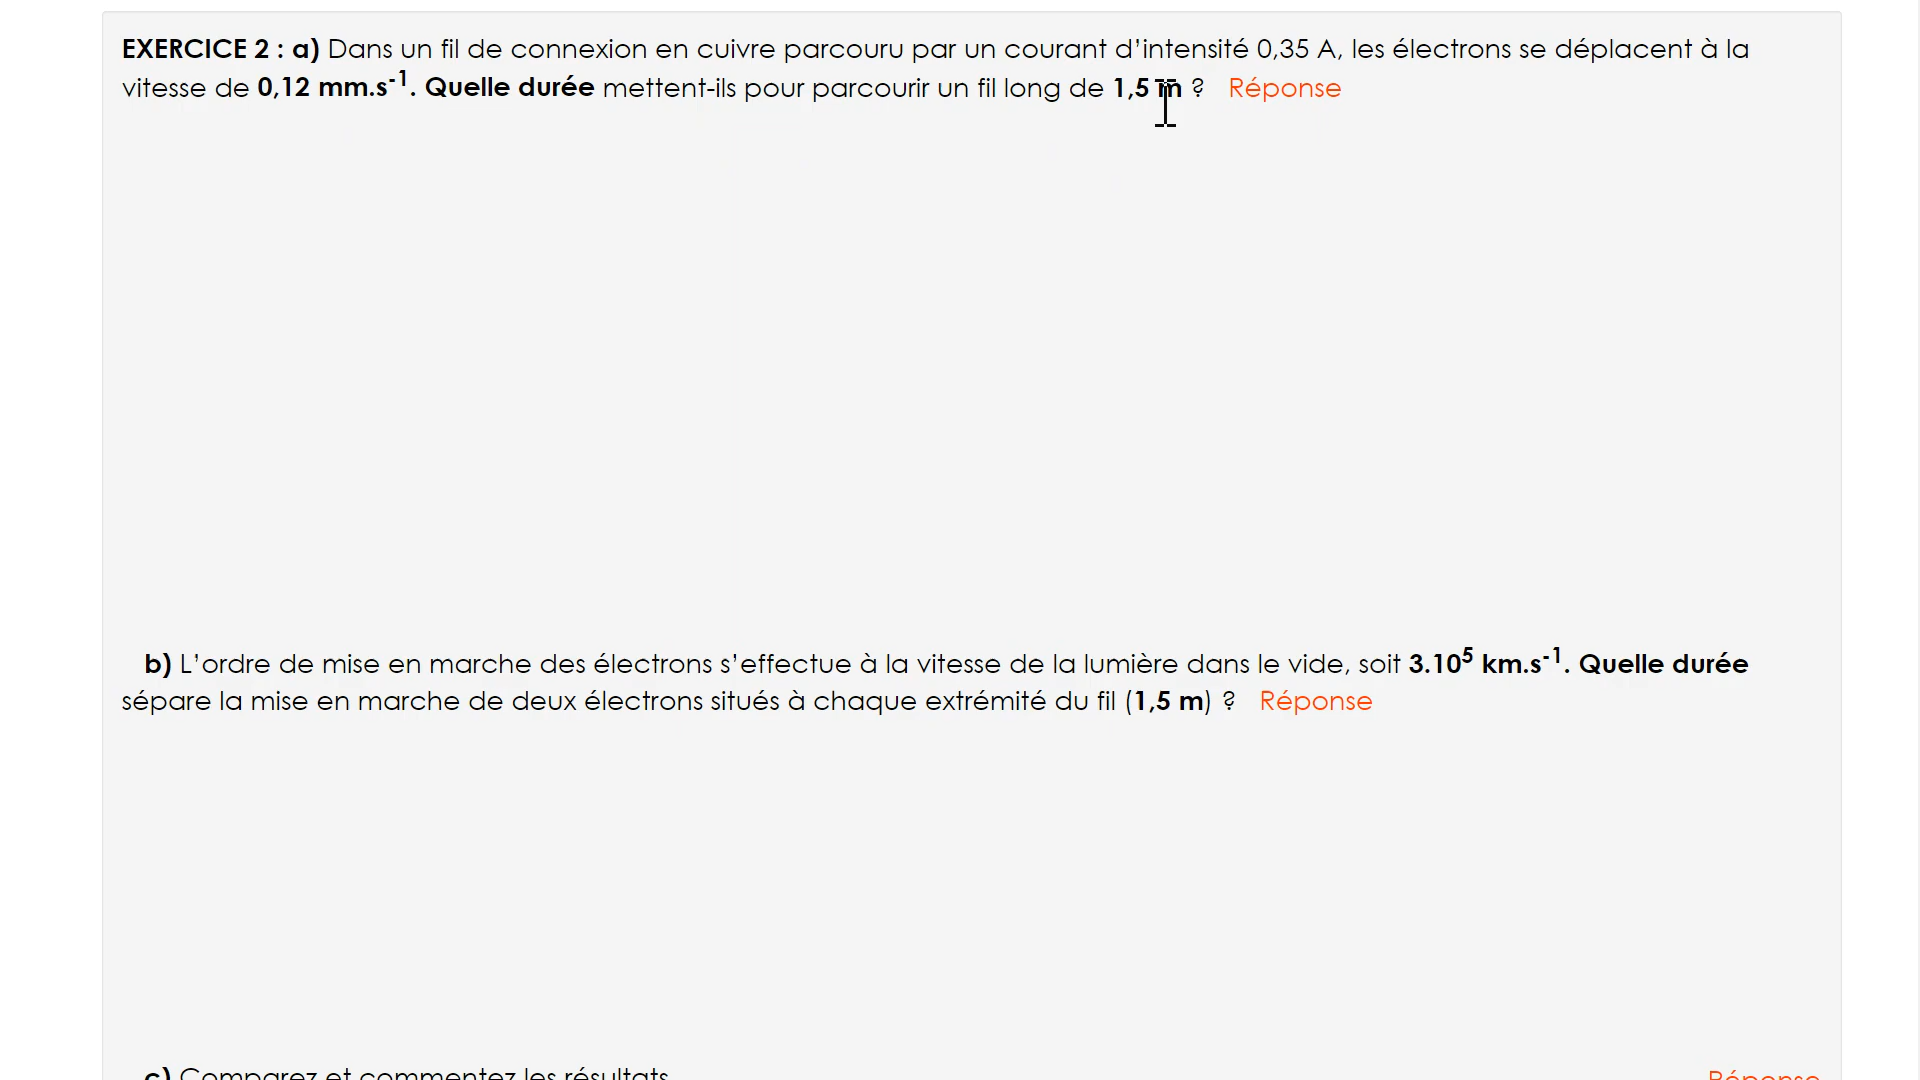 EXERCICE 2 : a) Dans un fil de connexion en cuivre parcouru par un courant d’intensité 0,35 A, les électrons se déplacent à la
vitesse de 0,12 mm.s⁻¹. Quelle durée mettent-ils pour parcourir un fil long de 1,5 m ? Réponse
b) L’ordre de mise en marche des électrons s’effectue à la vitesse de la lumière dans le vide, soit 3.10⁵ km.s⁻¹. Quelle durée
sépare la mise en marche de deux électrons situés à chaque extrémité du fil (1,5 m) ? Réponse
c) Comparez et commentez les résultats. Réponse